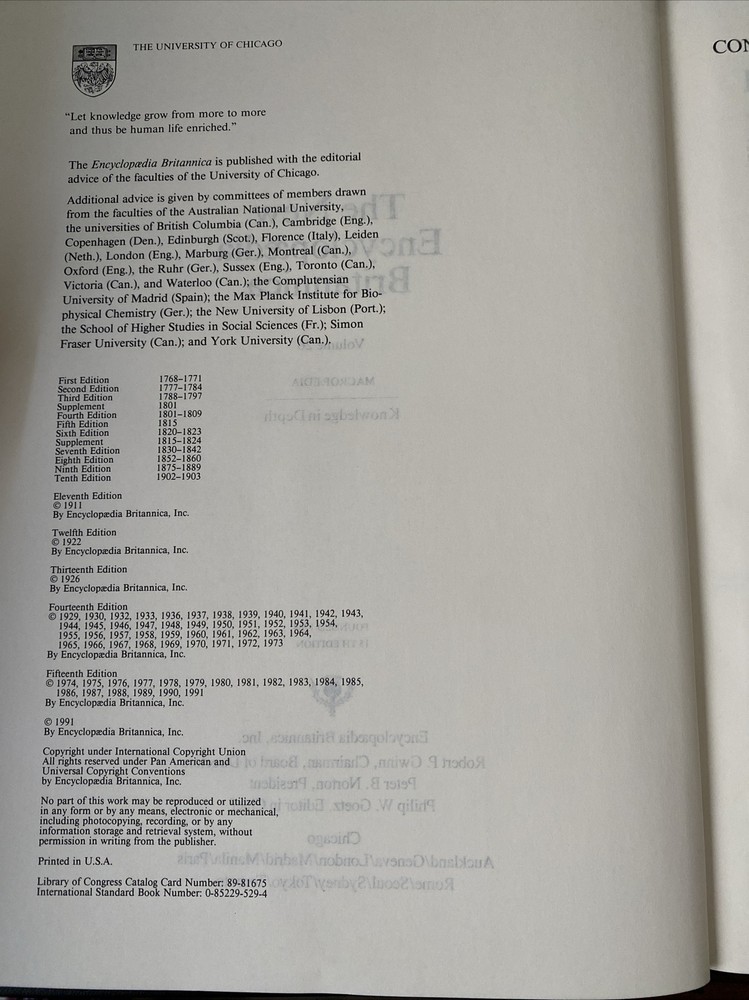 THE UNIVERSITY OF CHICAGO
"Let knowledge grow from more to more
and thus be human life enriched."
The Encyclopædia Britannica is published with the editorial
advice of the faculties of the University of Chicago.
Additional advice is given by committees of members drawn
from the faculties of the Australian National University,
the universities of British Columbia (Can.), Cambridge (Eng.),
Copenhagen (Den.), Edinburgh (Scot.), Florence (Italy), Leiden
(Neth.), London (Eng.), Marburg (Ger.), Montreal (Can.),
Oxford (Eng.), the Ruhr (Ger.), Sussex (Eng.), Toronto (Can.),
Victoria (Can.), and Waterloo (Can.); the Complutensian
University of Madrid (Spain); the Max Planck Institute for Bio-
physical Chemistry (Ger.); the New University of Lisbon (Port.);
the School of Higher Studies in Social Sciences (Fr.); Simon
Fraser University (Can.); and York University (Can.).
First Edition 1768–1771
Second Edition 1777–1784
Third Edition 1788–1797
Supplement 1801
Fourth Edition 1801–1809
Fifth Edition 1815
Sixth Edition 1820–1823
Supplement 1815–1824
Seventh Edition 1830–1842
Eighth Edition 1852–1860
Ninth Edition 1875–1889
Tenth Edition 1902–1903
Eleventh Edition
© 1911
By Encyclopædia Britannica, Inc.
Twelfth Edition
© 1922
By Encyclopædia Britannica, Inc.
Thirteenth Edition
© 1926
By Encyclopædia Britannica, Inc.
Fourteenth Edition
© 1929, 1930, 1932, 1933, 1936, 1937, 1938, 1939, 1940, 1941, 1942, 1943,
1944, 1945, 1946, 1947, 1948, 1949, 1950, 1951, 1952, 1953, 1954,
1955, 1956, 1957, 1958, 1959, 1960, 1961, 1962, 1963, 1964,
1965, 1966, 1967, 1968, 1969, 1970, 1971, 1972, 1973
By Encyclopædia Britannica, Inc.
Fifteenth Edition
© 1974, 1975, 1976, 1977, 1978, 1979, 1980, 1981, 1982, 1983, 1984, 1985,
1986, 1987, 1988, 1989, 1990, 1991
By Encyclopædia Britannica, Inc.
© 1991
By Encyclopædia Britannica, Inc.
Copyright under International Copyright Union
All rights reserved under Pan American and
Universal Copyright Conventions
by Encyclopædia Britannica, Inc.
No part of this work may be reproduced or utilized
in any form or by any means, electronic or mechanical,
including photocopying, recording, or by any
information storage and retrieval system, without
permission in writing from the publisher.
Printed in U.S.A.
Library of Congress Catalog Card Number: 89-81675
International Standard Book Number: 0-85229-529-4